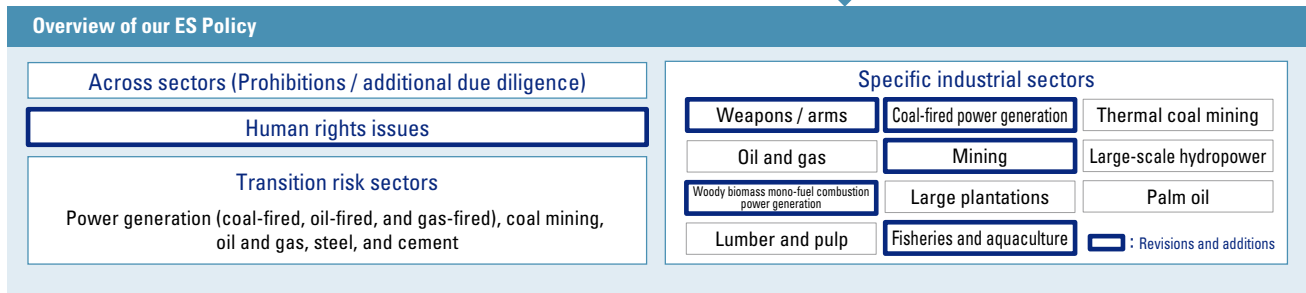 Overview of our ES Policy
Across sectors (Prohibitions / additional due diligence)
Human rights issues
Transition risk sectors
Power generation (coal-fired, oil-fired, and gas-fired), coal mining,
oil and gas, steel, and cement
Specific industrial sectors
Weapons / arms
Coal-fired power generation
Thermal coal mining
Oil and gas
Mining
Large-scale hydropower
Woody biomass mono-fuel combustion
power generation
Large plantations
Palm oil
Lumber and pulp
Fisheries and aquaculture
: Revisions and additions